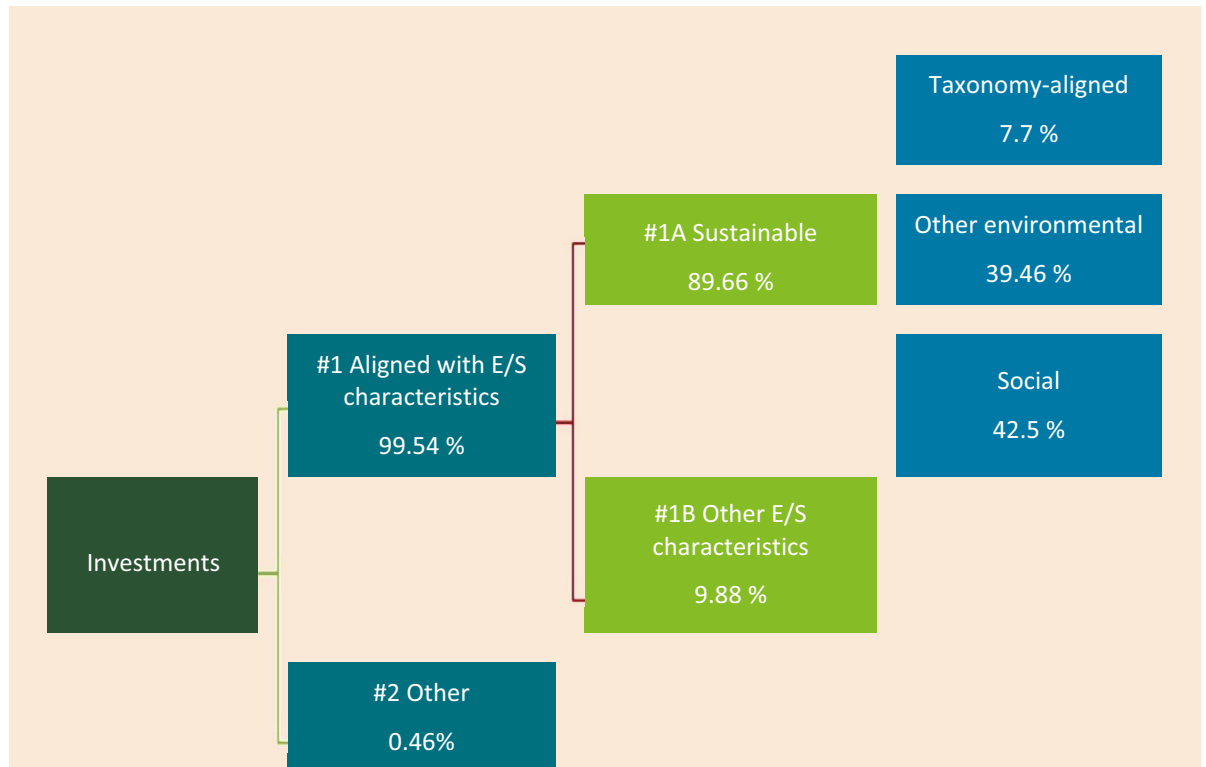 Taxonomy-aligned
7.7 %
#1A Sustainable
89.66 %
Other environmental
39.46 %
#1 Aligned with E/S
characteristics
99.54 %
Social
42.5 %
Investments
#1B Other E/S
characteristics
9.88 %
#2 Other
0.46%